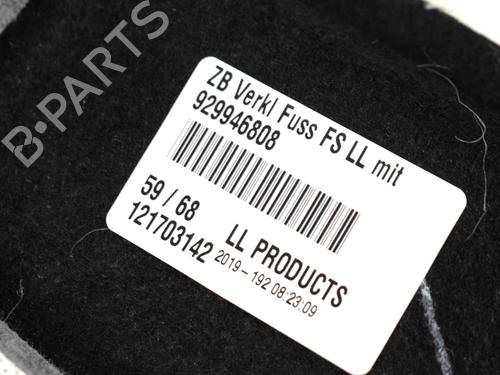 B-PARTS
ZB Verkl Fuss FS LL mit
929946808
59 / 68
LL PRODUCTS
121703142
2019-192 08:23:09